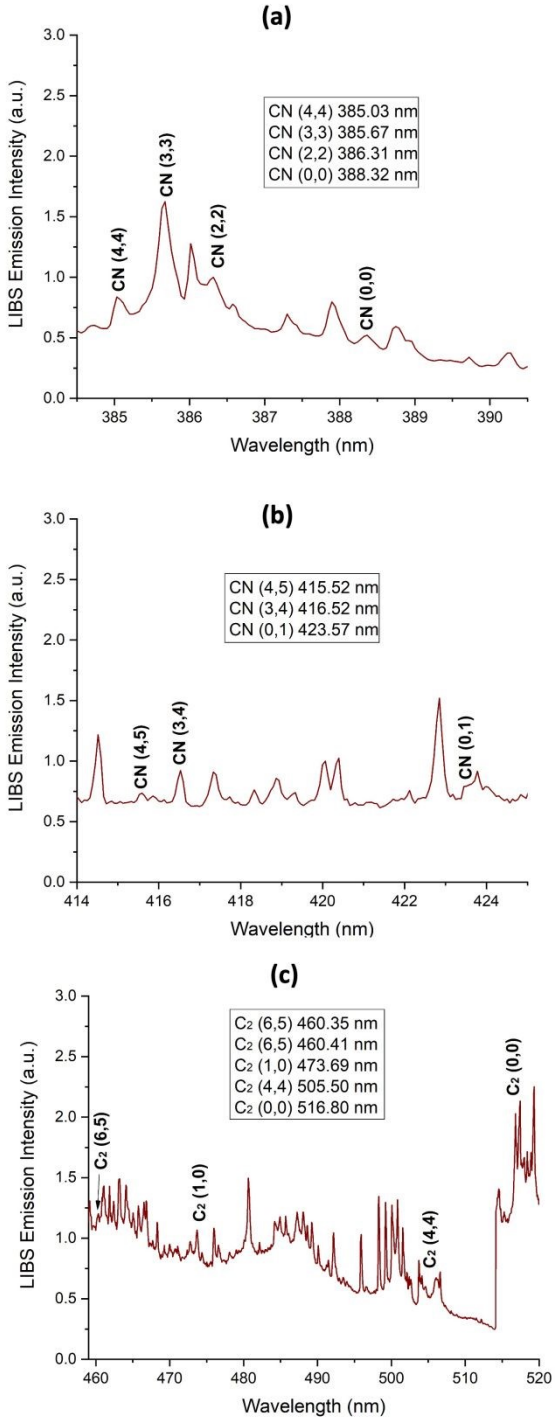 (a)
3.0
2.5
2.0
1.5
1.0
0.5
0.0
LIBS Emission Intensity (a.u.)
CN (4,4) 385.03 nm
CN (3,3) 385.67 nm
CN (2,2) 386.31 nm
CN (0,0) 388.32 nm
CN (4,4)
CN (3,3)
CN (2,2)
CN (0,0)
385 386 387 388 389 390
Wavelength (nm)
(b)
3.0
2.5
2.0
1.5
1.0
0.5
0.0
LIBS Emission Intensity (a.u.)
CN (4,5) 415.52 nm
CN (3,4) 416.52 nm
CN (0,1) 423.57 nm
CN (4,5)
CN (3,4)
CN (0,1)
414 416 418 420 422 424
Wavelength (nm)
(c)
3.0
2.5
2.0
1.5
1.0
0.5
0.0
LIBS Emission Intensity (a.u.)
C₂ (6,5) 460.35 nm
C₂ (6,5) 460.41 nm
C₂ (1,0) 473.69 nm
C₂ (4,4) 505.50 nm
C₂ (0,0) 516.80 nm
C₂ (6,5)
C₂ (1,0)
C₂ (4,4)
C₂ (0,0)
460 470 480 490 500 510 520
Wavelength (nm)